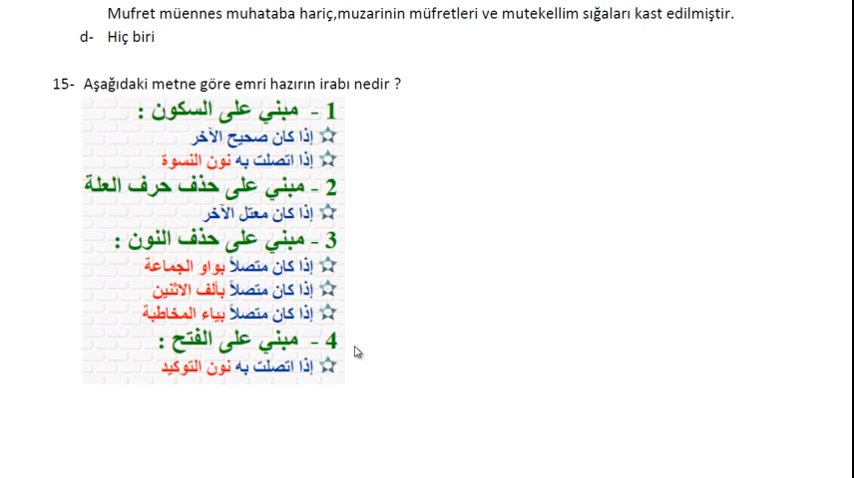 Mufret müennes muhataba hariç,muzarinin müfretleri ve mutekellim sığaları kast edilmiştir.
d- Hiç biri
15- Aşağıdaki metne göre emri hazırın irabı nedir ?
1 - مبني على السكون :
☆ إذا كان صحيح الآخر
☆ إذا اتصلت به نون النسوة
2 - مبني على حذف حرف العلة
☆ إذا كان معتل الآخر
3 - مبني على حذف النون :
☆ إذا كان متصلاً بواو الجماعة
☆ إذا كان متصلاً بألف الاثنين
☆ إذا كان متصلاً بياء المخاطبة
4 - مبني على الفتح :
☆ إذا اتصلت به نون التوكيد